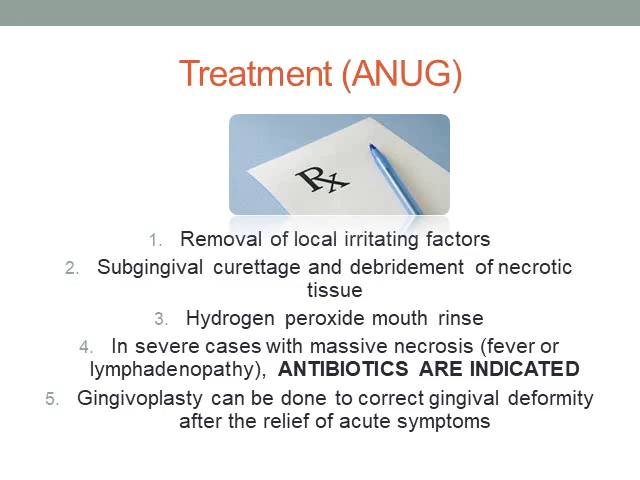 Treatment (ANUG)
Rx
1. Removal of local irritating factors
2. Subgingival curettage and debridement of necrotic
tissue
3. Hydrogen peroxide mouth rinse
4. In severe cases with massive necrosis (fever or
lymphadenopathy), ANTIBIOTICS ARE INDICATED
5. Gingivoplasty can be done to correct gingival deformity
after the relief of acute symptoms